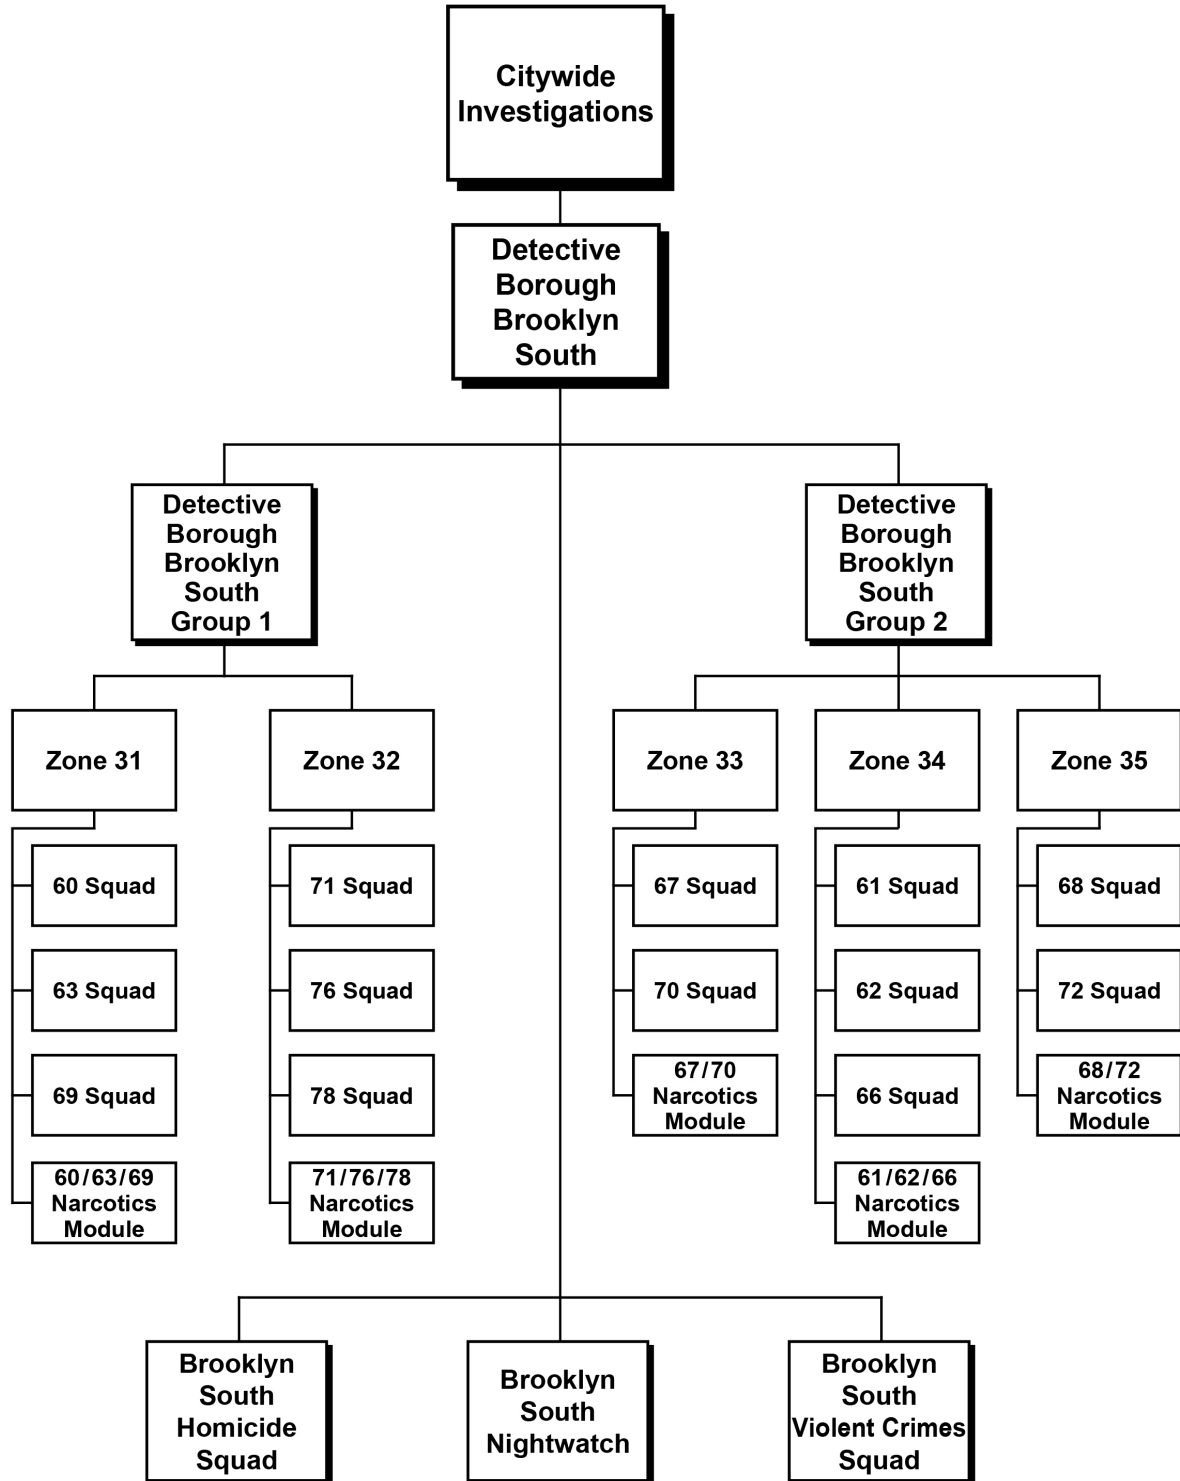 Citywide
Investigations
Detective
Borough
Brooklyn
South
Detective
Borough
Brooklyn
South
Group 1
Detective
Borough
Brooklyn
South
Group 2
Zone 31
Zone 32
Zone 33
Zone 34
Zone 35
60 Squad
71 Squad
67 Squad
61 Squad
68 Squad
63 Squad
76 Squad
70 Squad
62 Squad
72 Squad
69 Squad
78 Squad
67/70
Narcotics
Module
66 Squad
68/72
Narcotics
Module
60/63/69
Narcotics
Module
71/76/78
Narcotics
Module
61/62/66
Narcotics
Module
Brooklyn
South
Homicide
Squad
Brooklyn
South
Nightwatch
Brooklyn
South
Violent Crimes
Squad